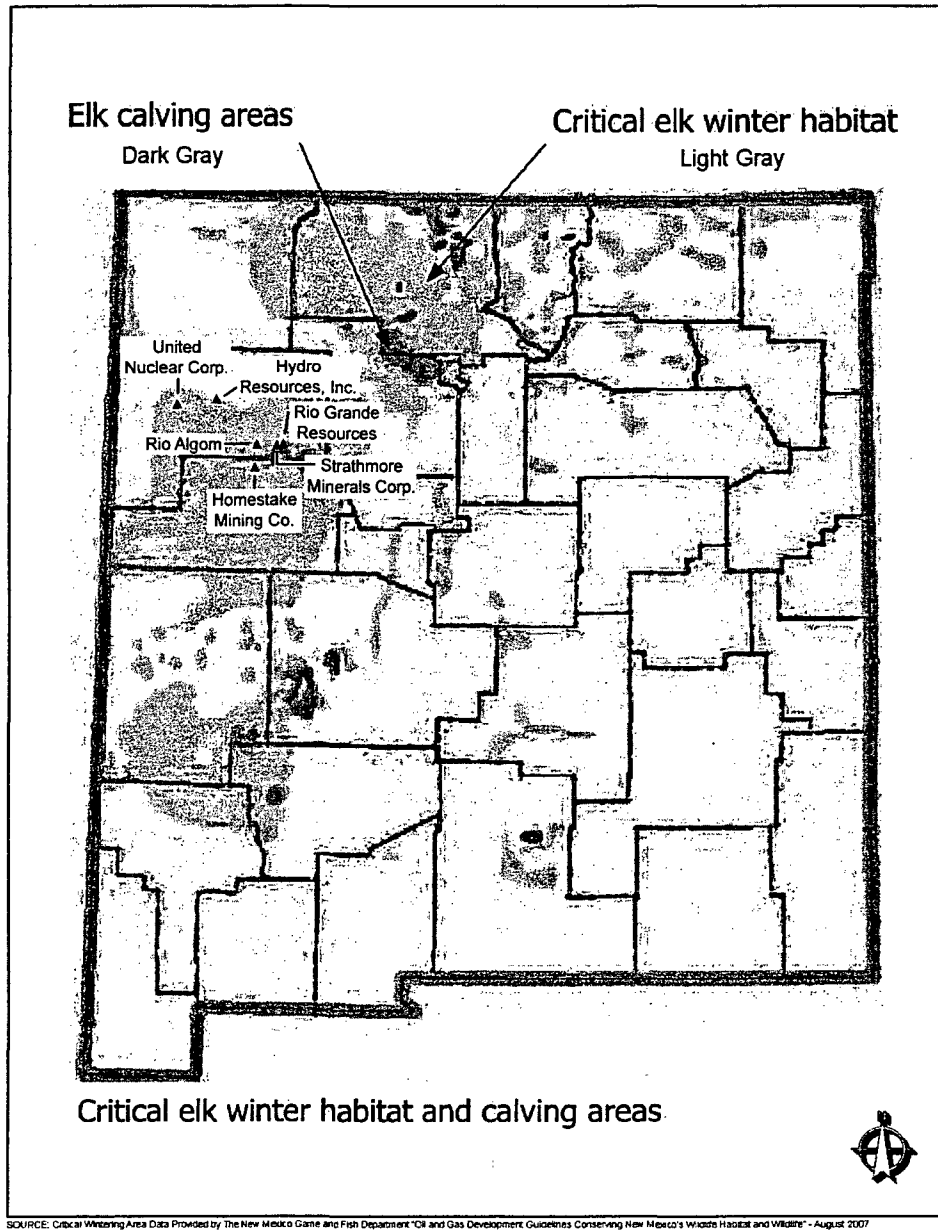 Elk calving areas
Dark Gray
Critical elk winter habitat
Light Gray
United
Nuclear Corp.
Hydro
Resources, Inc.
Rio Grande
Resources
Rio Algom
Strathmore
Minerals Corp.
Homestake
Mining Co.
Critical elk winter habitat and calving areas
N
SOURCE: Critical Wintering Area Data Provided by The New Mexico Game and Fish Department "Oil and Gas Development Guidelines Conserving New Mexico's Wildlife Habitat and Wildlife" - August 2007